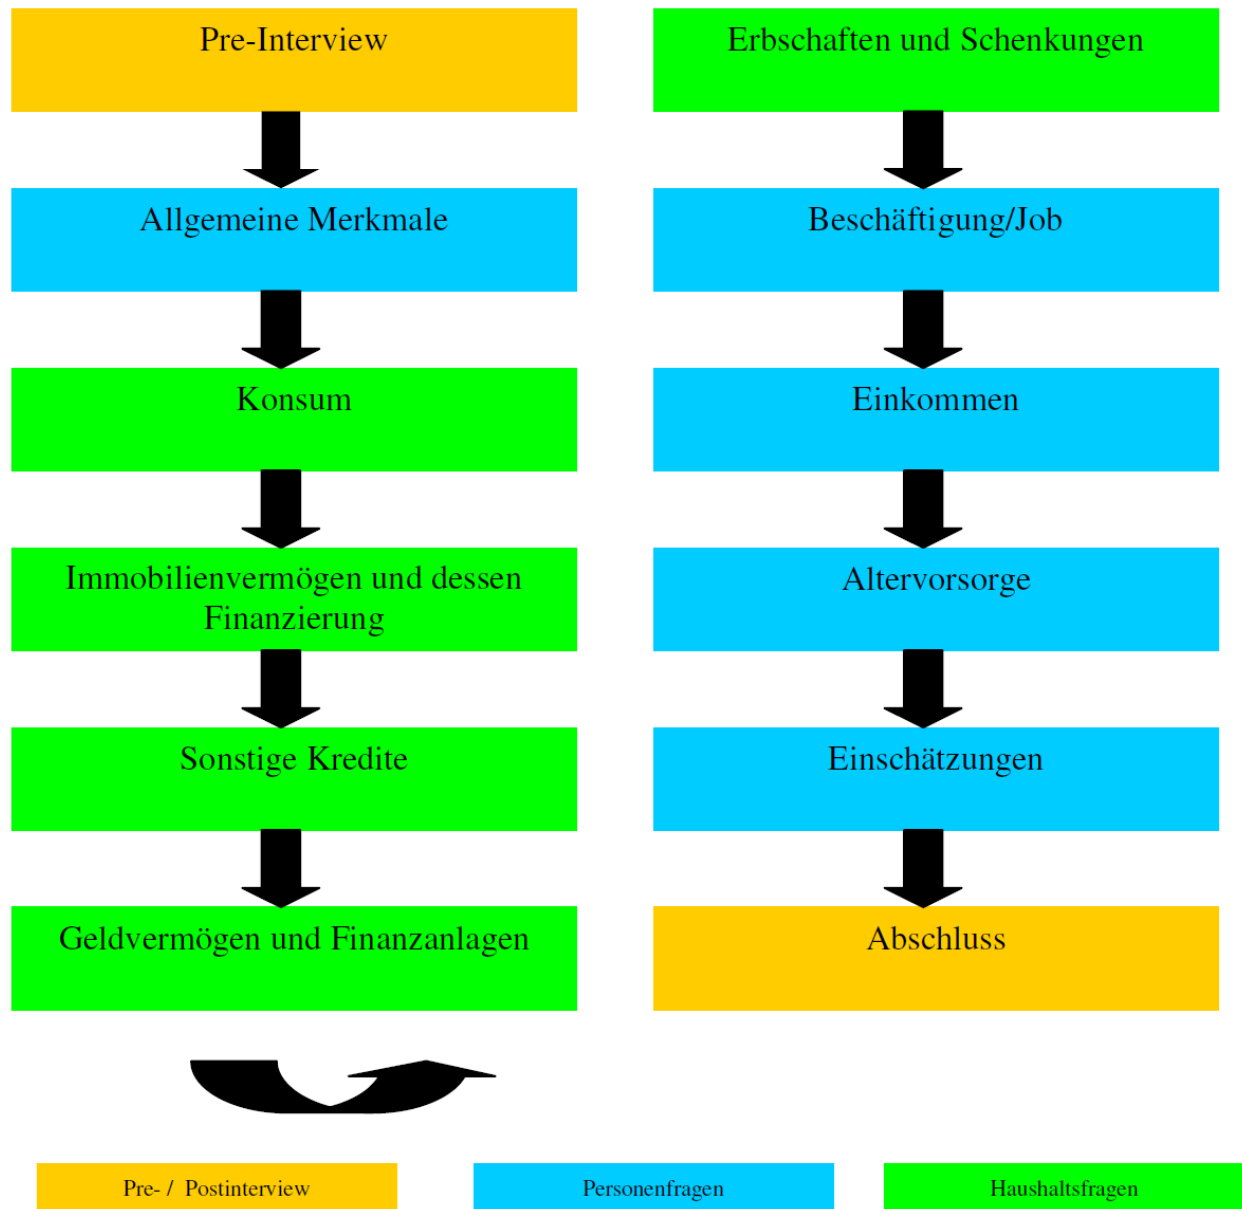 Pre-Interview
Allgemeine Merkmale
Konsum
Immobilienvermögen und dessen
Finanzierung
Sonstige Kredite
Geldvermögen und Finanzanlagen
Erbschaften und Schenkungen
Beschäftigung/Job
Einkommen
Altervorsorge
Einschätzungen
Abschluss
Pre- / Postinterview
Personenfragen
Haushaltsfragen